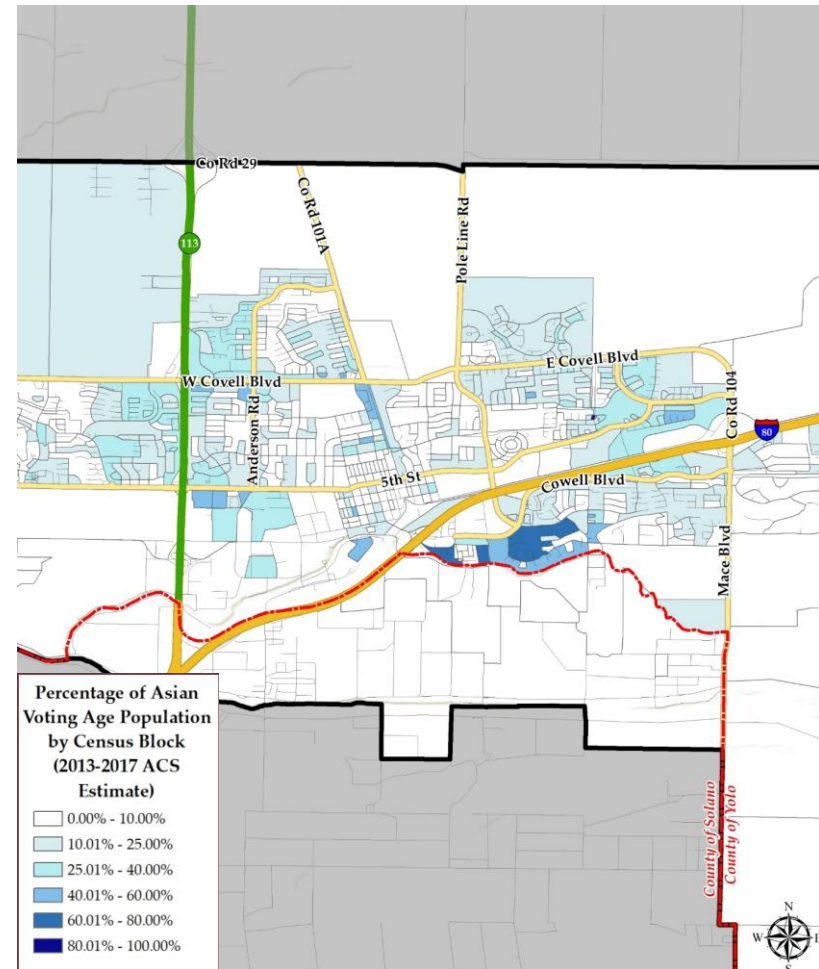 Co Rd 29
Co Rd 101A
Pole Line Rd
113
W Covell Blvd
E Covell Blvd
Anderson Rd
Co Rd 104
80
5th St
Cowell Blvd
Mace Blvd
County of Solano
County of Yolo
Percentage of Asian
Voting Age Population
by Census Block
(2013-2017 ACS
Estimate)
0.00% - 10.00%
10.01% - 25.00%
25.01% - 40.00%
40.01% - 60.00%
60.01% - 80.00%
80.01% - 100.00%
N
W
E
S